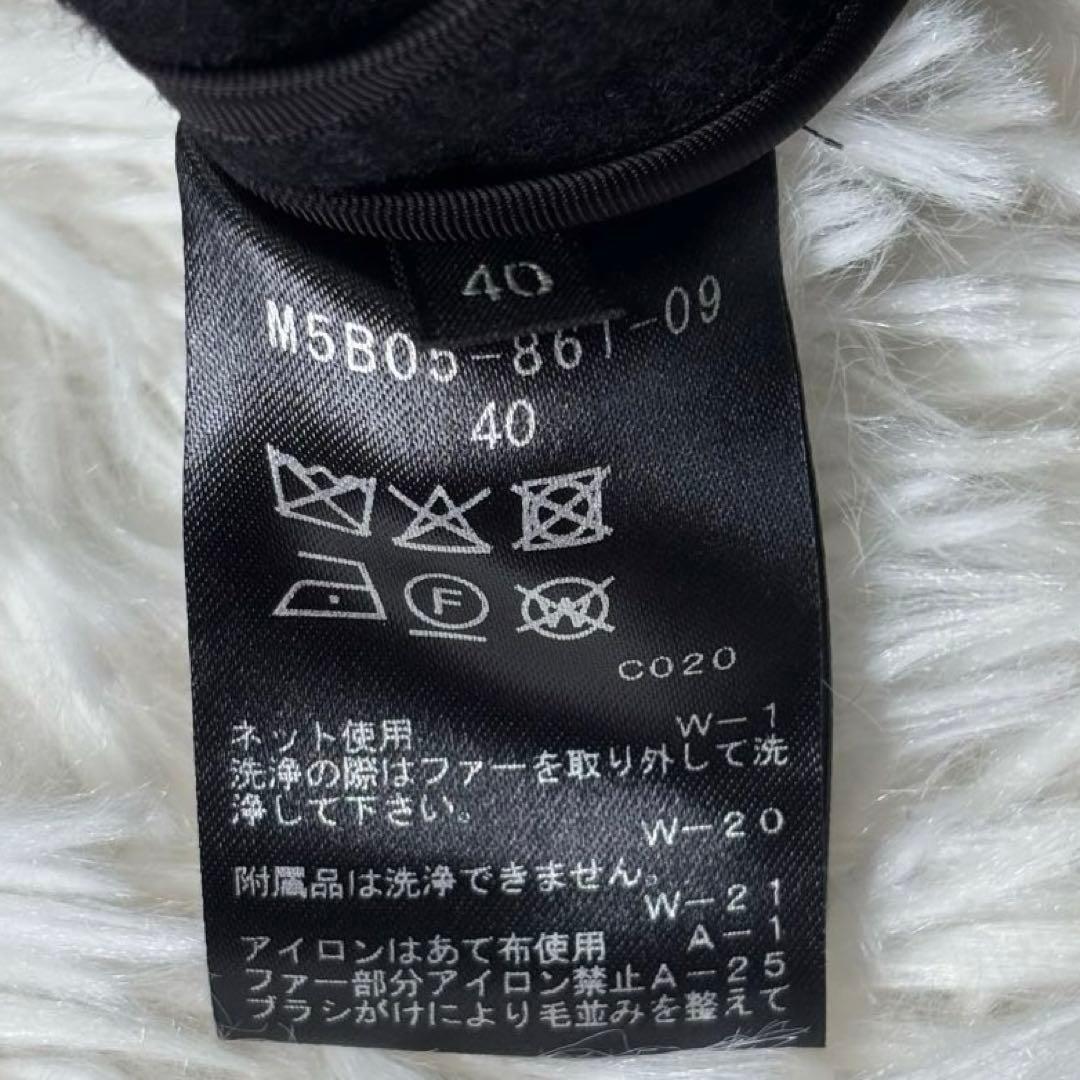 40
M5B05-861-09
40
F
W
C020
ネット使用 W-1
洗浄の際はファーを取り外して洗
浄して下さい。
W-20
附属品は洗浄できません。
W-21
アイロンはあて布使用 A-1
ファー部分アイロン禁止A-25
ブラシがけにより毛並みを整えて